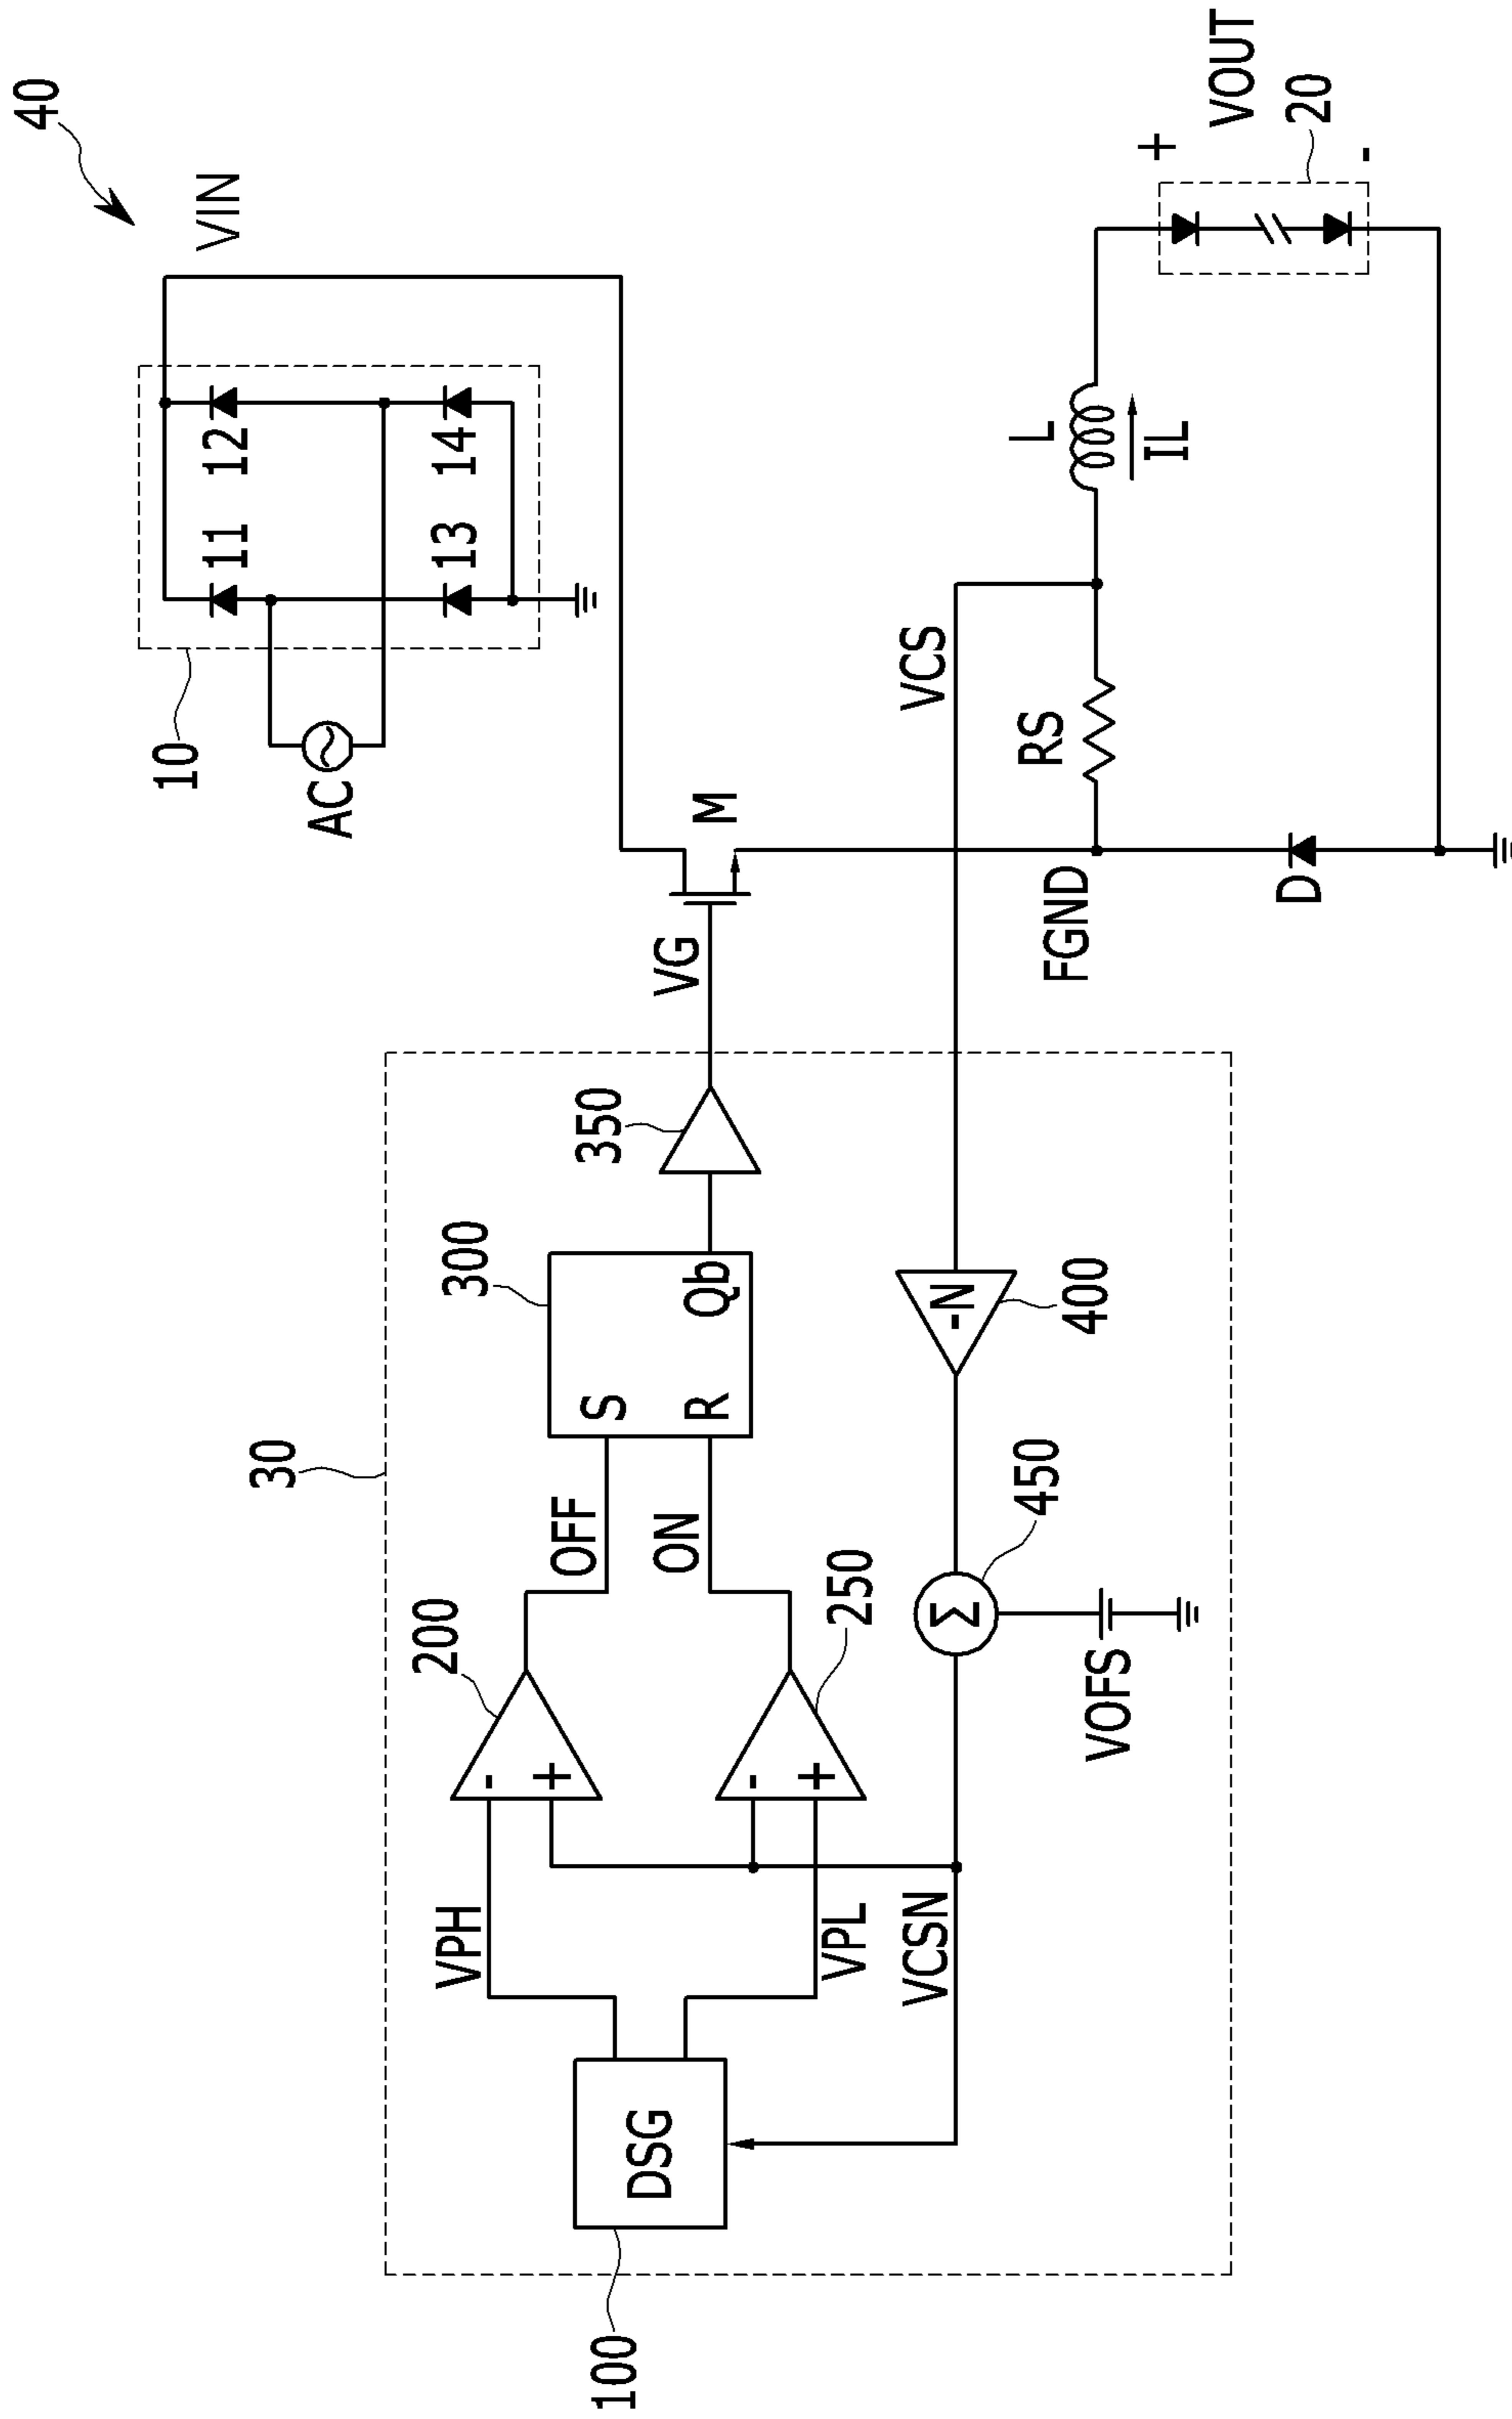 40
VIN
10
11
12
13
14
AC
VOUT
+
-
20
L
IL
VCS
RS
M
VG
FGND
D
30
350
300
S
R
Qb
OFF
ON
200
-
+
250
-
+
-N
400
450
Σ
VOFS
VPH
VPL
VCSN
DSG
100